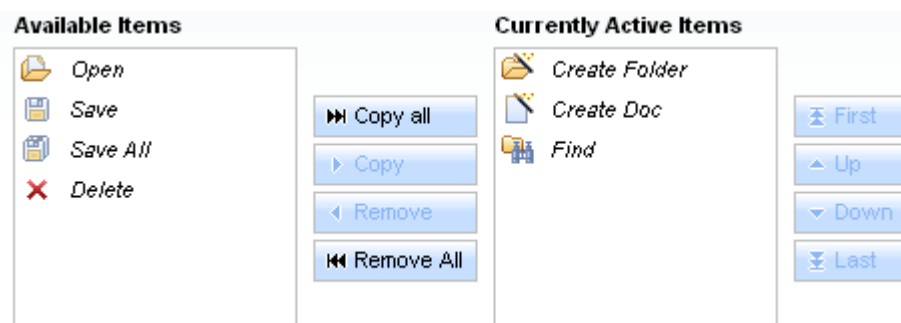 Available Items
Open
Save
Save All
Delete
Copy all
Copy
Remove
Remove All
Currently Active Items
Create Folder
Create Doc
Find
First
Up
Down
Last